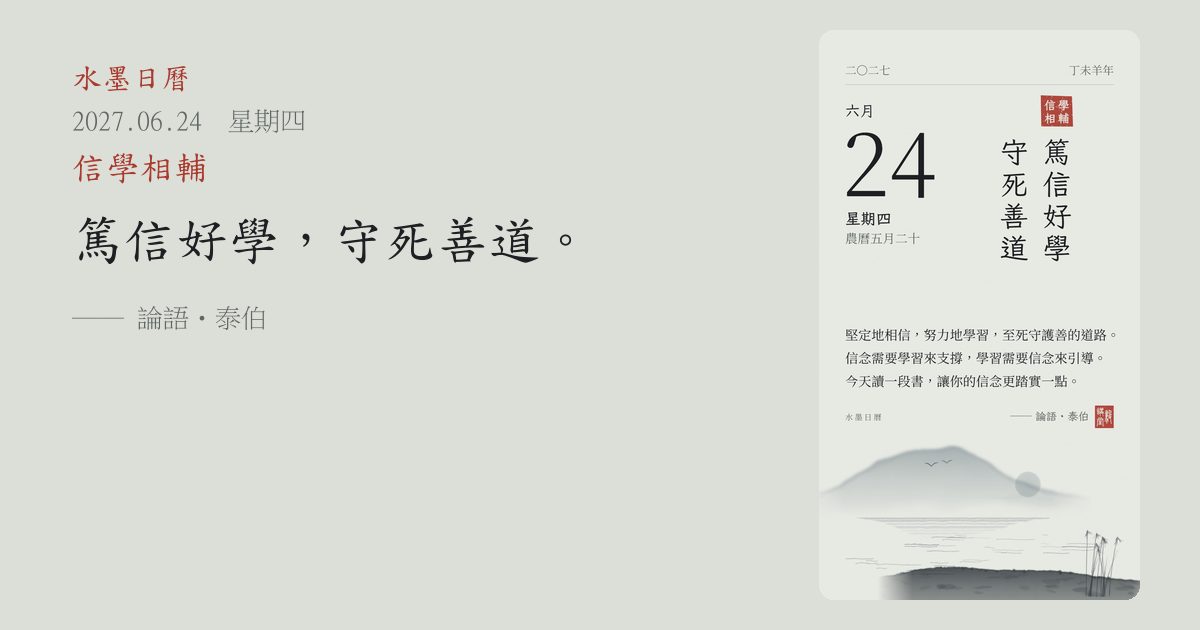 水墨日曆
2027.06.24　星期四
信學相輔
篤信好學，守死善道。
—— 論語・泰伯
二〇二七
丁未羊年
六月
24
星期四
農曆五月二十
信學相輔
篤信好學
守死善道
堅定地相信，努力地學習，至死守護善的道路。
信念需要學習來支撐，學習需要信念來引導。
今天讀一段書，讓你的信念更踏實一點。
水墨日曆
—— 論語・泰伯